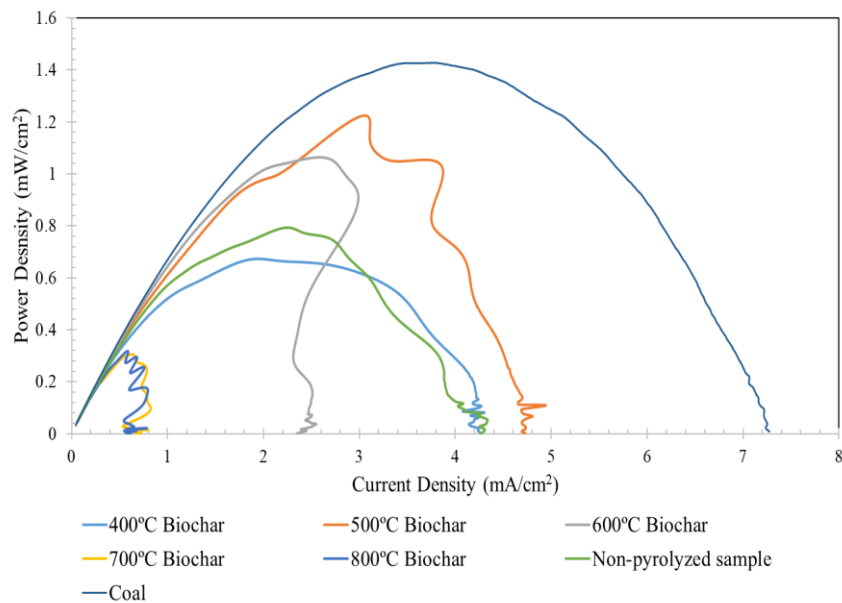 1.6
1.4
1.2
1
0.8
0.6
0.4
0.2
0
Power Desnsity (mW/cm²)
0 1 2 3 4 5 6 7 8
Current Density (mA/cm²)
400ºC Biochar 500ºC Biochar 600ºC Biochar
700ºC Biochar 800ºC Biochar Non-pyrolyzed sample
Coal